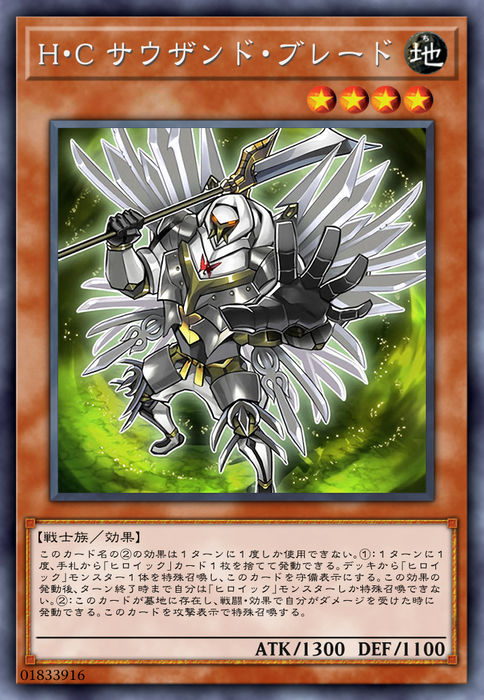 H・C サウザンド・ブレード
ち
地
【戦士族／効果】
このカード名の②の効果は１ターンに１度しか使用できない。①：１ターンに１
度、手札から「ヒロイック」カード１枚を捨てて発動できる。デッキから「ヒロイ
ック」モンスター１体を特殊召喚し、このカードを守備表示にする。この効果の
発動後、ターン終了時まで自分は「ヒロイック」モンスターしか特殊召喚できな
い。②：このカードが墓地に存在し、戦闘・効果で自分がダメージを受けた時に
発動できる。このカードを攻撃表示で特殊召喚する。
ATK/1300 DEF/1100
01833916